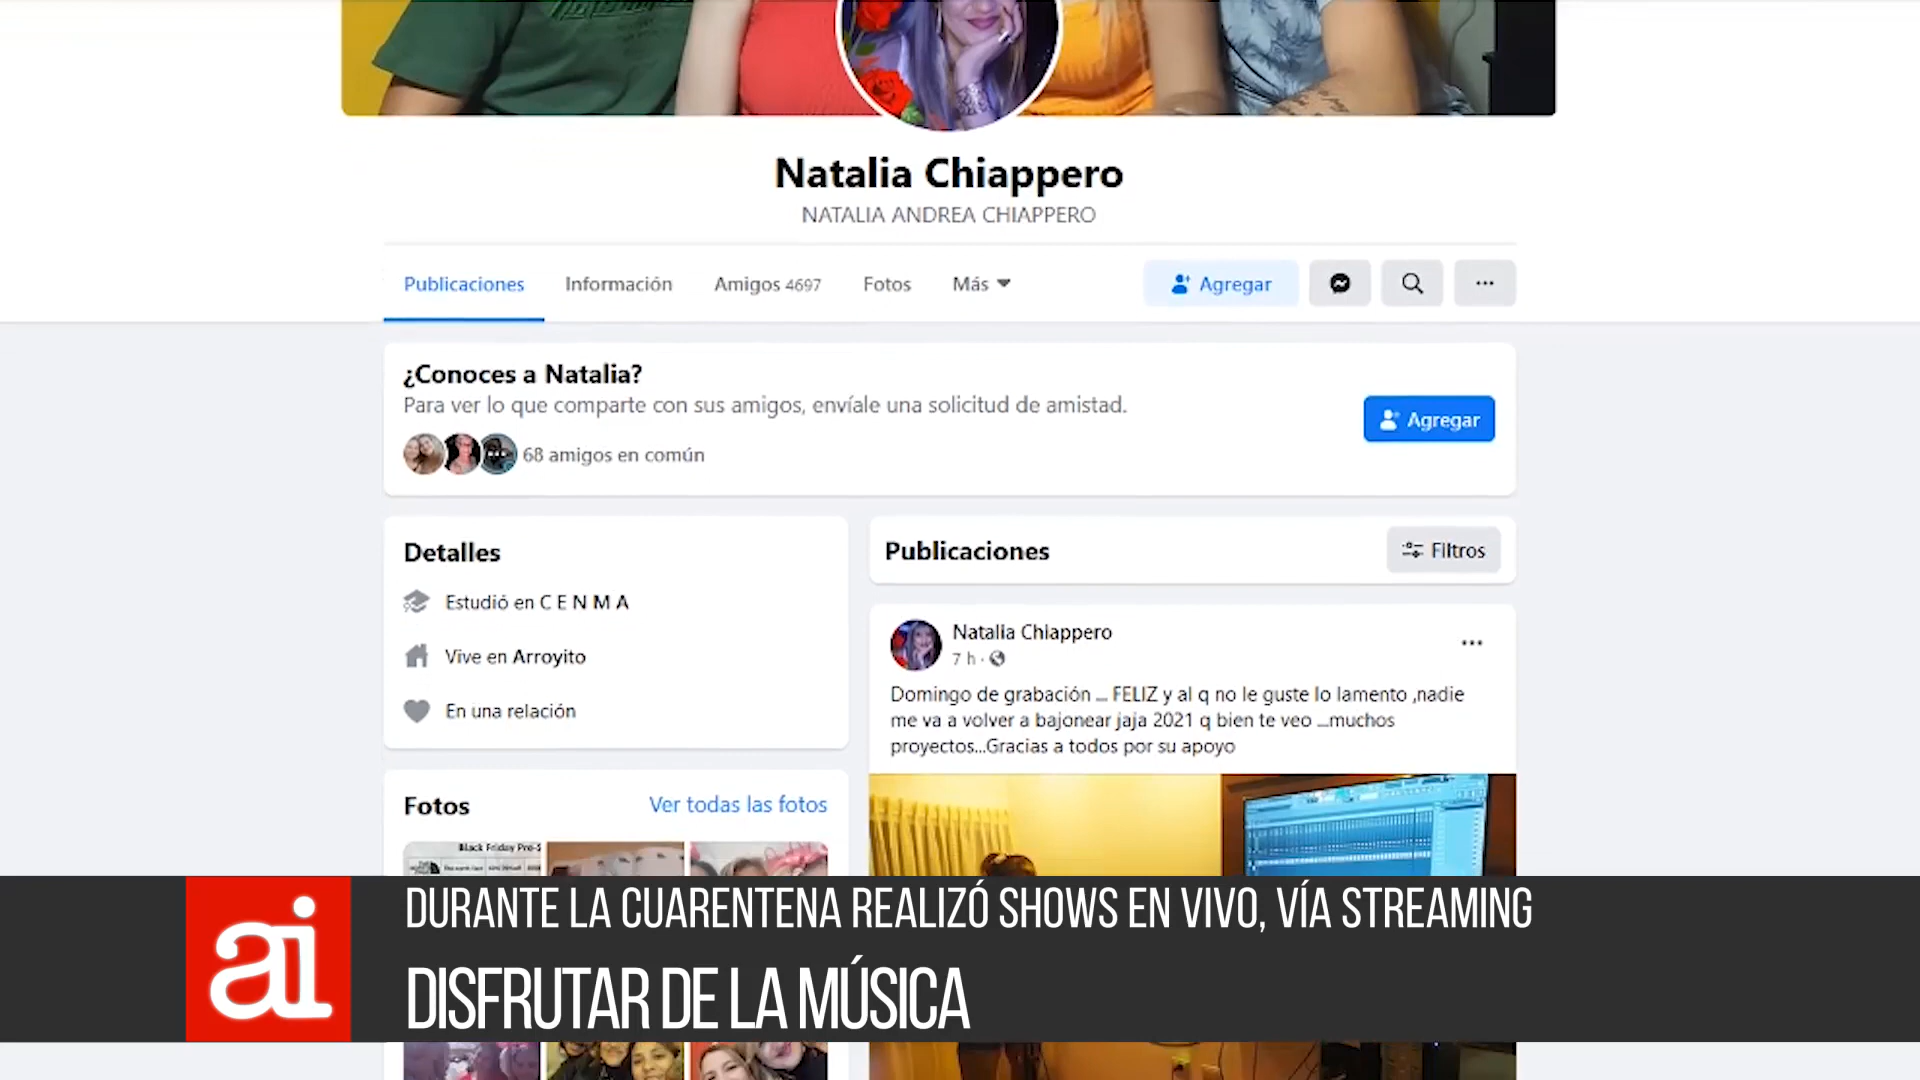 Natalia Chiappero
NATALIA ANDREA CHIAPPERO
Publicaciones Información Amigos 4697 Fotos Más Agregar
¿Conoces a Natalia?
Para ver lo que comparte con sus amigos, envíale una solicitud de amistad.
Agregar
68 amigos en común
Detalles
Estudió en C E N M A
Vive en Arroyito
En una relación
Fotos Ver todas las fotos
Black Friday Pre-S
Publicaciones Filtros
Natalia Chiappero
7 h ·
Domingo de grabación ... FELIZ y al q no le guste lo lamento ,nadie
me va a volver a bajonear jaja 2021 q bien te veo ...muchos
proyectos...Gracias a todos por su apoyo
ai
DURANTE LA CUARENTENA REALIZÓ SHOWS EN VIVO, VÍA STREAMING
DISFRUTAR DE LA MÚSICA